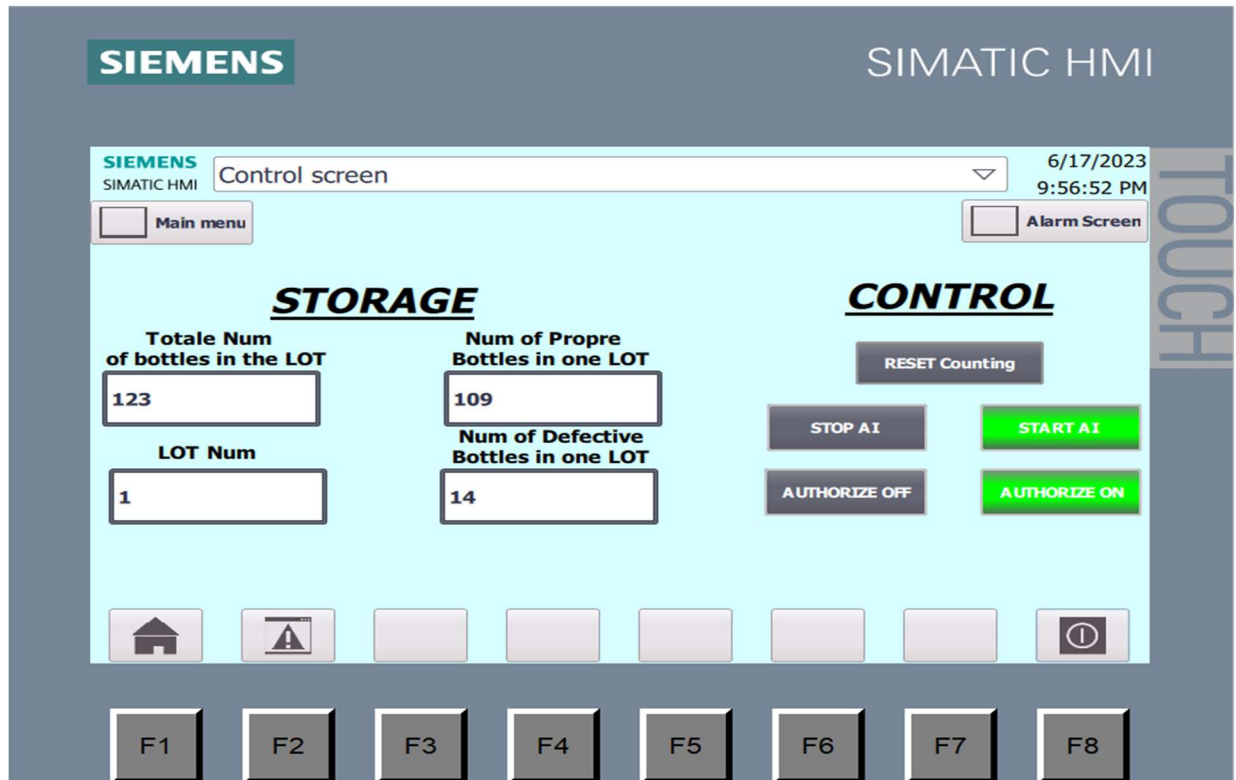 SIEMENS
SIMATIC HMI
SIEMENS
SIMATIC HMI
Control screen
6/17/2023
9:56:52 PM
Main menu
Alarm Screen
TOUCH
STORAGE
CONTROL
Totale Num
of bottles in the LOT
123
Num of Propre
Bottles in one LOT
109
RESET Counting
LOT Num
1
Num of Defective
Bottles in one LOT
14
STOP AI
START AI
AUTHORIZE OFF
AUTHORIZE ON
F1
F2
F3
F4
F5
F6
F7
F8